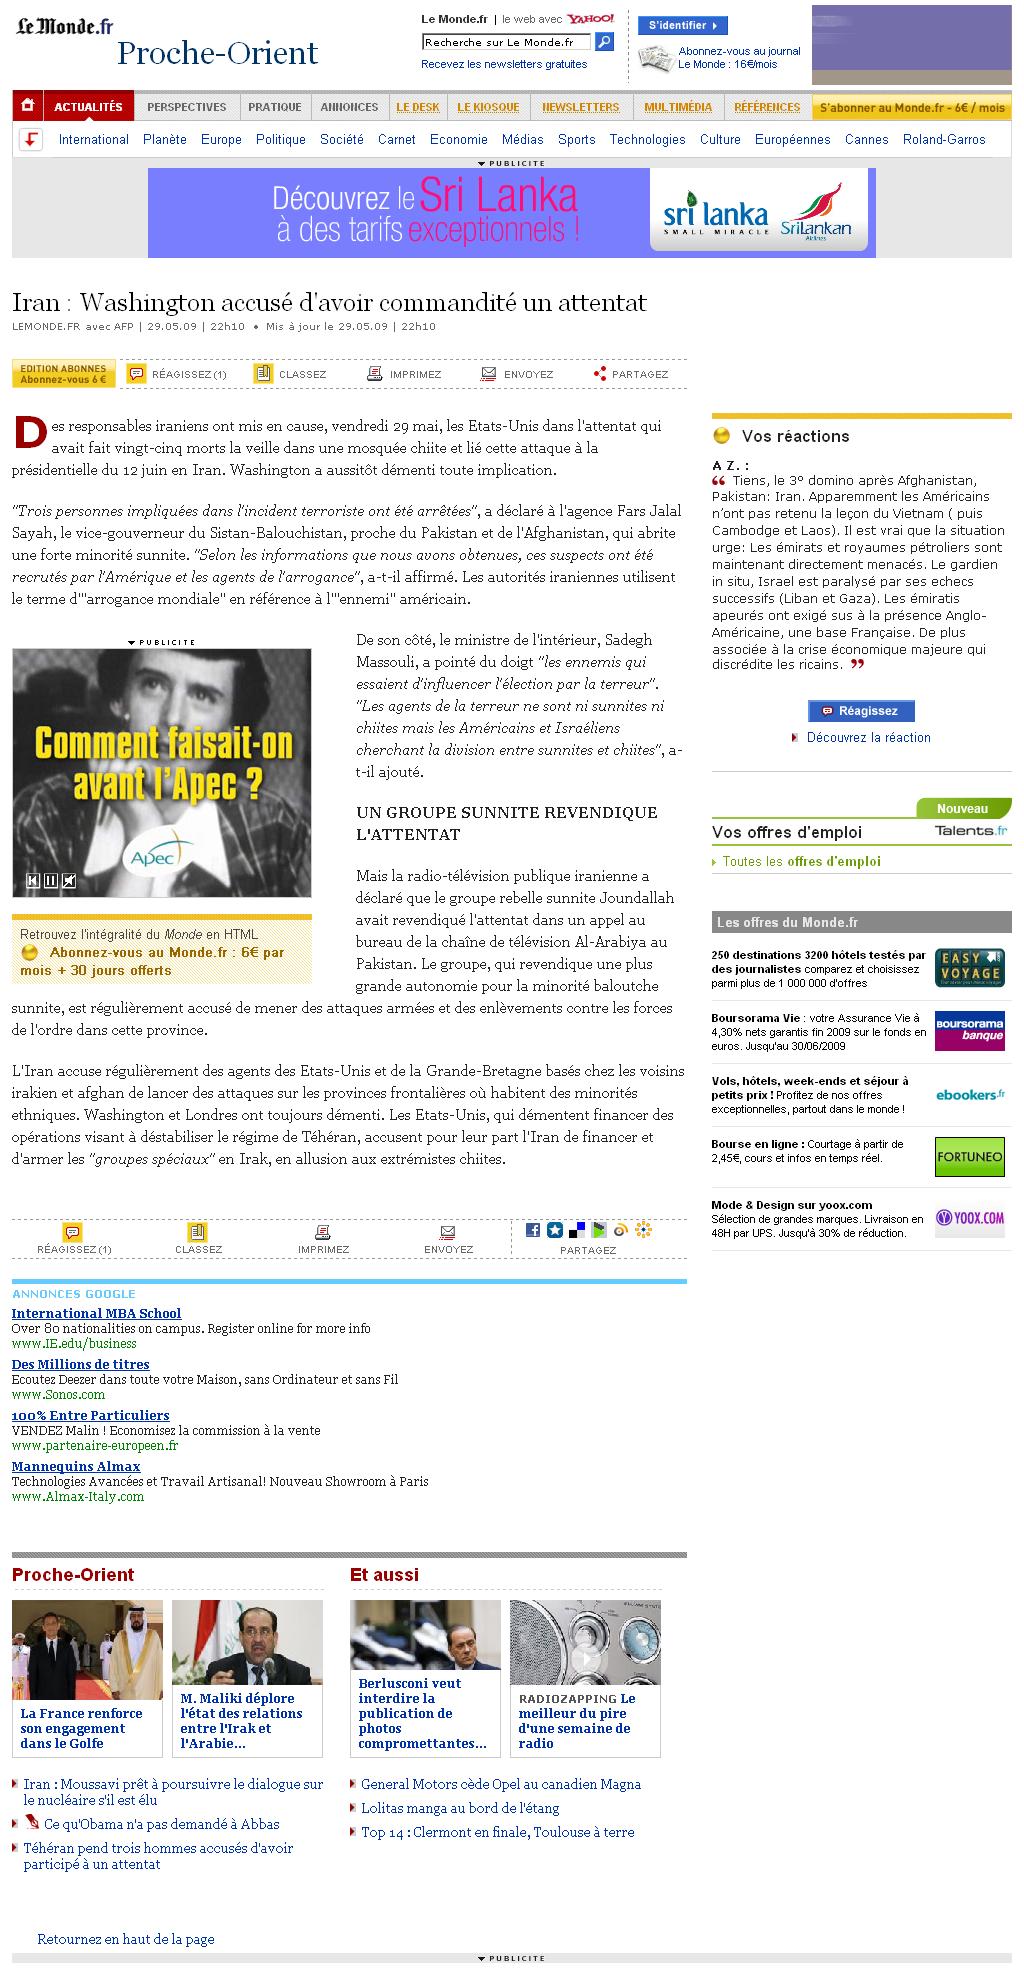 Le Monde.fr
Proche-Orient
Le Monde.fr | le web avec YAHOO!
Recherche sur Le Monde.fr
Recevez les newsletters gratuites
S'identifier
Abonnez-vous au journal
Le Monde : 16€/mois
ACTUALITÉS PERSPECTIVES PRATIQUE ANNONCES LE DESK LE KIOSQUE NEWSLETTERS MULTIMÉDIA RÉFÉRENCES S'abonner au Monde.fr - 6€ / mois
International Planète Europe Politique Société Carnet Economie Médias Sports Technologies Culture Européennes Cannes Roland-Garros
PUBLICITE
Découvrez le Sri Lanka
à des tarifs exceptionnels !
sri lanka
SMALL MIRACLE
SriLankan
Airlines
Iran : Washington accusé d'avoir commandité un attentat
LEMONDE.FR avec AFP | 29.05.09 | 22h10 • Mis à jour le 29.05.09 | 22h10
EDITION ABONNES
Abonnez-vous 6 €
RÉAGISSEZ (1) CLASSEZ IMPRIMEZ ENVOYEZ PARTAGEZ
Des responsables iraniens ont mis en cause, vendredi 29 mai, les Etats-Unis dans l'attentat qui
avait fait vingt-cinq morts la veille dans une mosquée chiite et lié cette attaque à la
présidentielle du 12 juin en Iran. Washington a aussitôt démenti toute implication.
"Trois personnes impliquées dans l'incident terroriste ont été arrêtées", a déclaré à l'agence Fars Jalal
Sayah, le vice-gouverneur du Sistan-Balouchistan, proche du Pakistan et de l'Afghanistan, qui abrite
une forte minorité sunnite. "Selon les informations que nous avons obtenues, ces suspects ont été
recrutés par l'Amérique et les agents de l'arrogance", a-t-il affirmé. Les autorités iraniennes utilisent
le terme d'"arrogance mondiale" en référence à l'"ennemi" américain.
PUBLICITE
Comment faisait-on
avant l'Apec ?
Apec
Retrouvez l'intégralité du Monde en HTML
Abonnez-vous au Monde.fr : 6€ par
mois + 30 jours offerts
De son côté, le ministre de l'intérieur, Sadegh
Massouli, a pointé du doigt "les ennemis qui
essaient d'influencer l'élection par la terreur".
"Les agents de la terreur ne sont ni sunnites ni
chiites mais les Américains et Israéliens
cherchant la division entre sunnites et chiites", a-
t-il ajouté.
UN GROUPE SUNNITE REVENDIQUE
L'ATTENTAT
Mais la radio-télévision publique iranienne a
déclaré que le groupe rebelle sunnite Joundallah
avait revendiqué l'attentat dans un appel au
bureau de la chaîne de télévision Al-Arabiya au
Pakistan. Le groupe, qui revendique une plus
grande autonomie pour la minorité baloutche
sunnite, est régulièrement accusé de mener des attaques armées et des enlèvements contre les forces
de l'ordre dans cette province.
L'Iran accuse régulièrement des agents des Etats-Unis et de la Grande-Bretagne basés chez les voisins
irakien et afghan de lancer des attaques sur les provinces frontalières où habitent des minorités
ethniques. Washington et Londres ont toujours démenti. Les Etats-Unis, qui démentent financer des
opérations visant à déstabiliser le régime de Téhéran, accusent pour leur part l'Iran de financer et
d'armer les "groupes spéciaux" en Irak, en allusion aux extrémistes chiites.
RÉAGISSEZ (1) CLASSEZ IMPRIMEZ ENVOYEZ PARTAGEZ
Vos réactions
A Z. :
Tiens, le 3° domino après Afghanistan,
Pakistan: Iran. Apparemment les Américains
n'ont pas retenu la leçon du Vietnam ( puis
Cambodge et Laos). Il est vrai que la situation
urge: Les émirats et royaumes pétroliers sont
maintenant directement menacés. Le gardien
in situ, Israel est paralysé par ses echecs
successifs (Liban et Gaza). Les émiratis
apeurés ont exigé sus à la présence Anglo-
Américaine, une base Française. De plus
associée à la crise économique majeure qui
discrédite les ricains.
Réagissez
Découvrez la réaction
Nouveau
Vos offres d'emploi Talents.fr
Toutes les offres d'emploi
Les offres du Monde.fr
250 destinations 3200 hôtels testés par
des journalistes comparez et choisissez
parmi plus de 1 000 000 d'offres
EASY
VOYAGE
Boursorama Vie : votre Assurance Vie à
4,30% nets garantis fin 2009 sur le fonds en
euros. Jusqu'au 30/06/2009
BOURSORAMA
banque
Vols, hôtels, week-ends et séjour à
petits prix ! Profitez de nos offres
exceptionnelles, partout dans le monde !
ebookers.fr
Bourse en ligne : Courtage à partir de
2,45€, cours et infos en temps réel.
FORTUNEO
Mode & Design sur yoox.com
Sélection de grandes marques. Livraison en
48H par UPS. Jusqu'à 30% de réduction.
YOOX.COM
ANNONCES GOOGLE
International MBA School
Over 80 nationalities on campus. Register online for more info
www.IE.edu/business
Des Millions de titres
Ecoutez Deezer dans toute votre Maison, sans Ordinateur et sans Fil
www.Sonos.com
100% Entre Particuliers
VENDEZ Malin ! Economisez la commission à la vente
www.partenaire-europeen.fr
Mannequins Almax
Technologies Avancées et Travail Artisanal! Nouveau Showroom à Paris
www.Almax-Italy.com
Proche-Orient
La France renforce
son engagement
dans le Golfe
M. Maliki déplore
l'état des relations
entre l'Irak et
l'Arabie...
Iran : Moussavi prêt à poursuivre le dialogue sur
le nucléaire s'il est élu
Ce qu'Obama n'a pas demandé à Abbas
Téhéran pend trois hommes accusés d'avoir
participé à un attentat
Et aussi
Berlusconi veut
interdire la
publication de
photos
compromettantes...
RADIOZAPPING Le
meilleur du pire
d'une semaine de
radio
General Motors cède Opel au canadien Magna
Lolitas manga au bord de l'étang
Top 14 : Clermont en finale, Toulouse à terre
Retournez en haut de la page
PUBLICITE